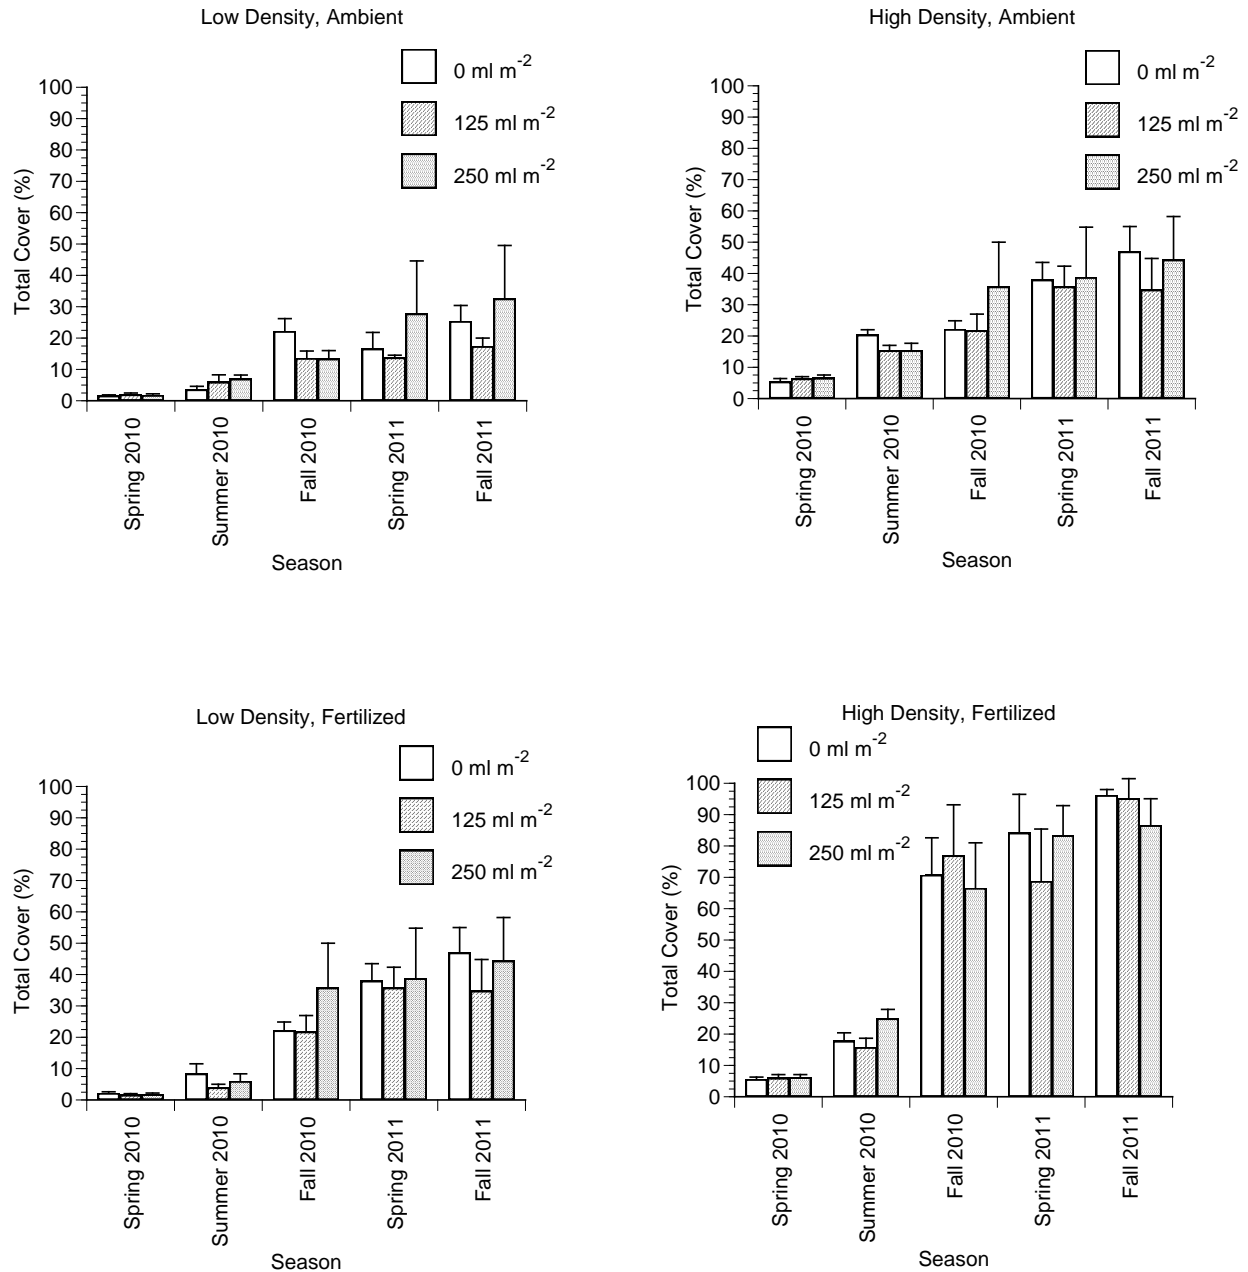 Low Density, Ambient
0 ml m-2
125 ml m-2
250 ml m-2
Total Cover (%)
100
90
80
70
60
50
40
30
20
10
0
Spring 2010
Summer 2010
Fall 2010
Spring 2011
Fall 2011
Season
High Density, Ambient
0 ml m-2
125 ml m-2
250 ml m-2
Total Cover (%)
100
90
80
70
60
50
40
30
20
10
0
Spring 2010
Summer 2010
Fall 2010
Spring 2011
Fall 2011
Season
Low Density, Fertilized
0 ml m-2
125 ml m-2
250 ml m-2
Total Cover (%)
100
90
80
70
60
50
40
30
20
10
0
Spring 2010
Summer 2010
Fall 2010
Spring 2011
Fall 2011
Season
High Density, Fertilized
0 ml m-2
125 ml m-2
250 ml m-2
Total Cover (%)
100
90
80
70
60
50
40
30
20
10
0
Spring 2010
Summer 2010
Fall 2010
Spring 2011
Fall 2011
Season